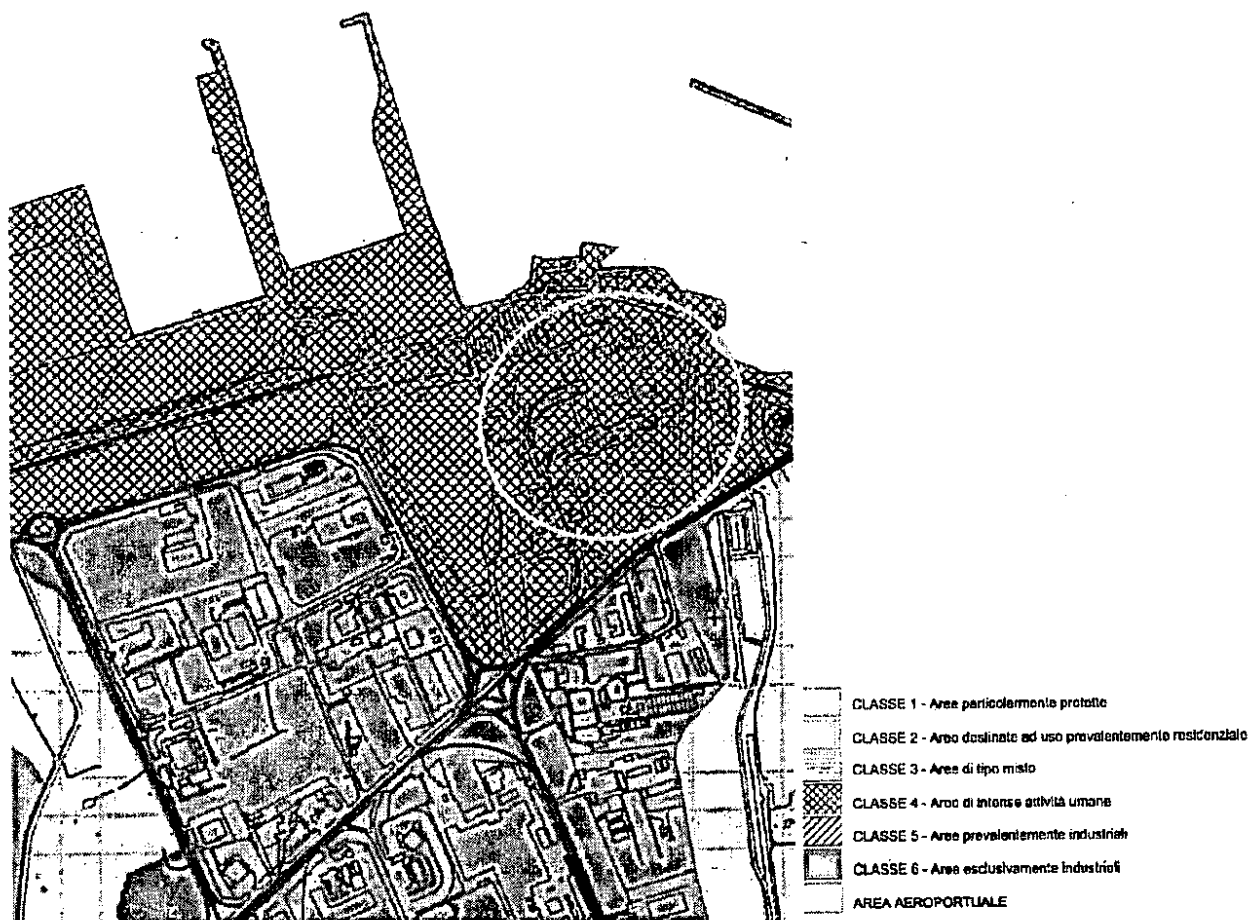 CLASSE 1 - Aree particolarmente protette
CLASSE 2 - Aree destinate ad uso prevalentemente residenziale
CLASSE 3 - Aree di tipo misto
CLASSE 4 - Aree di intense attività umane
CLASSE 5 - Aree prevalentemente industriali
CLASSE 6 - Aree esclusivamente industriali
AREA AEROPORTUALE